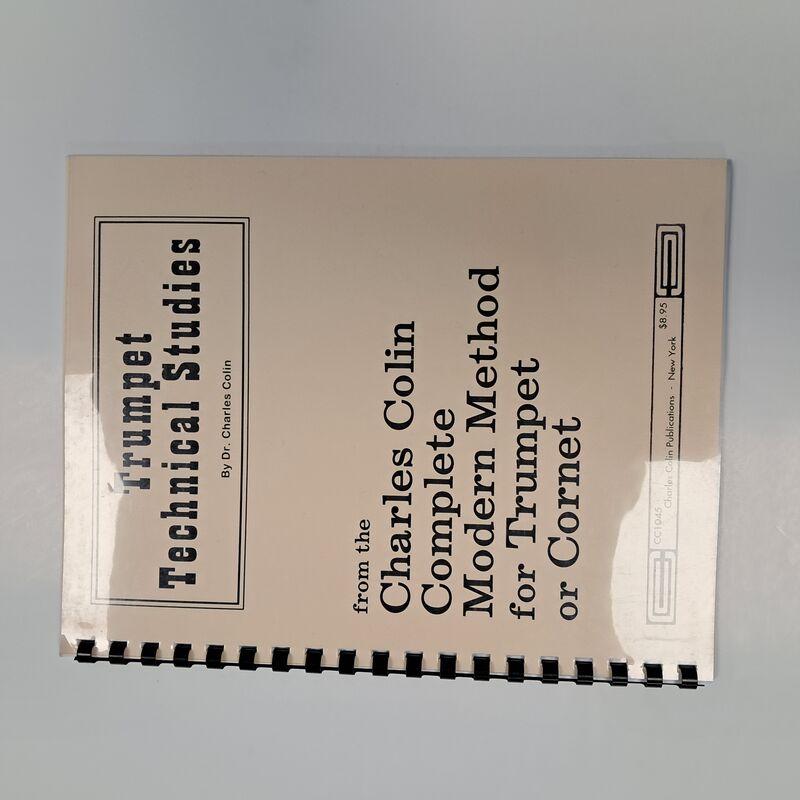 Trumpet
Technical Studies
By Dr. Charles Colin
from the
Charles Colin
Complete
Modern Method
for Trumpet
or Cornet
CC1045
$8.95
Charles Colin Publications - New York